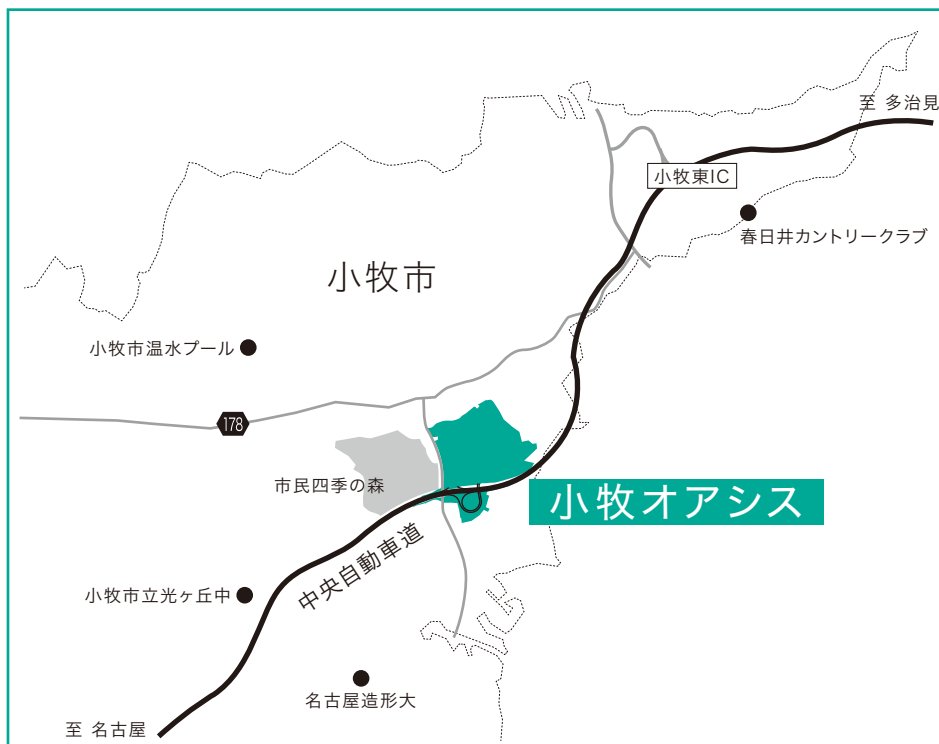 至 多治見
小牧東IC
春日井カントリークラブ
小牧市
小牧市温水プール
178
市民四季の森
小牧オアシス
中央自動車道
小牧市立光ヶ丘中
名古屋造形大
至 名古屋